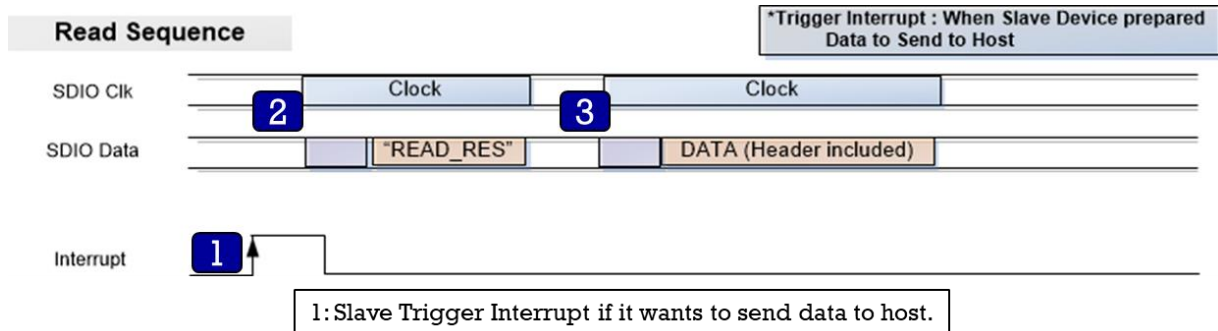 Read Sequence
*Trigger Interrupt : When Slave Device prepared
Data to Send to Host
SDIO Clk
Clock
Clock
2
3
SDIO Data
"READ_RES"
DATA (Header included)
Interrupt
1
1: Slave Trigger Interrupt if it wants to send data to host.